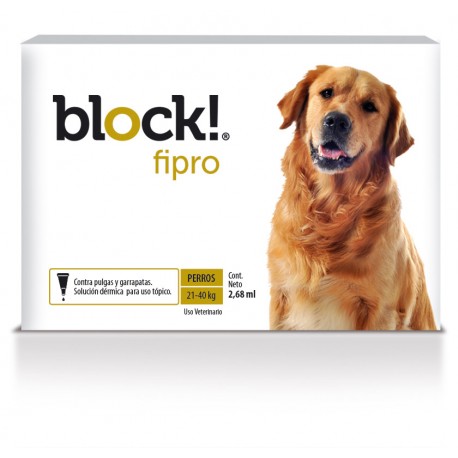 block!®
fipro
Contra pulgas y garrapatas.
Solución dérmica para uso tópico.
PERROS
21-40 kg
Cont.
Neto
2,68 ml
Uso Veterinario